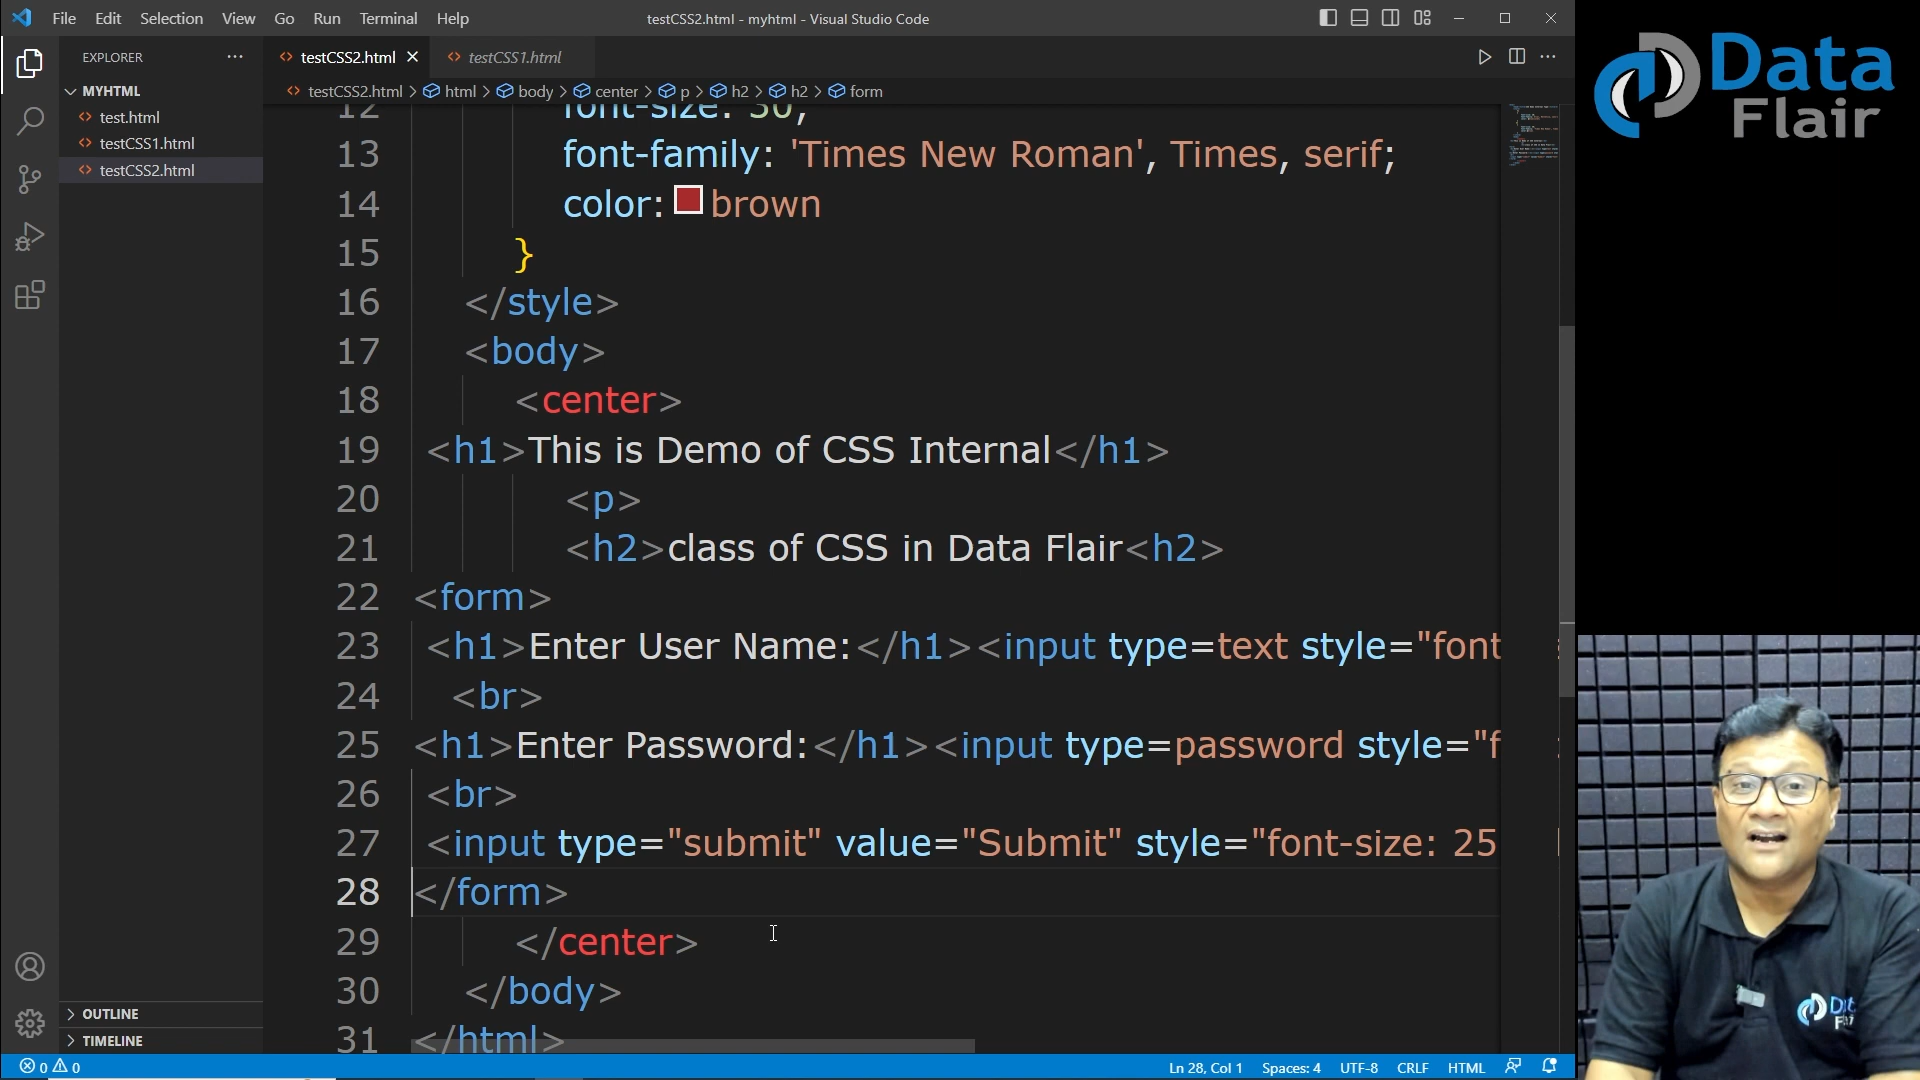 File Edit Selection View Go Run Terminal Help
testCSS2.html - myhtml - Visual Studio Code
EXPLORER
MYHTML
test.html
testCSS1.html
testCSS2.html
OUTLINE
TIMELINE
testCSS2.html
testCSS1.html
testCSS2.html > html > body > center > p > h2 > h2 > form
12 font-size: 30;
13 font-family: 'Times New Roman', Times, serif;
14 color: brown
15 }
16 </style>
17 <body>
18 <center>
19 <h1>This is Demo of CSS Internal</h1>
20 <p>
21 <h2>class of CSS in Data Flair<h2>
22 <form>
23 <h1>Enter User Name:</h1><input type=text style="font
24 <br>
25 <h1>Enter Password:</h1><input type=password style="f
26 <br>
27 <input type="submit" value="Submit" style="font-size: 25
28 </form>
29 </center>
30 </body>
31 </html>
0 0
Ln 28, Col 1 Spaces: 4 UTF-8 CRLF HTML
Data
Flair